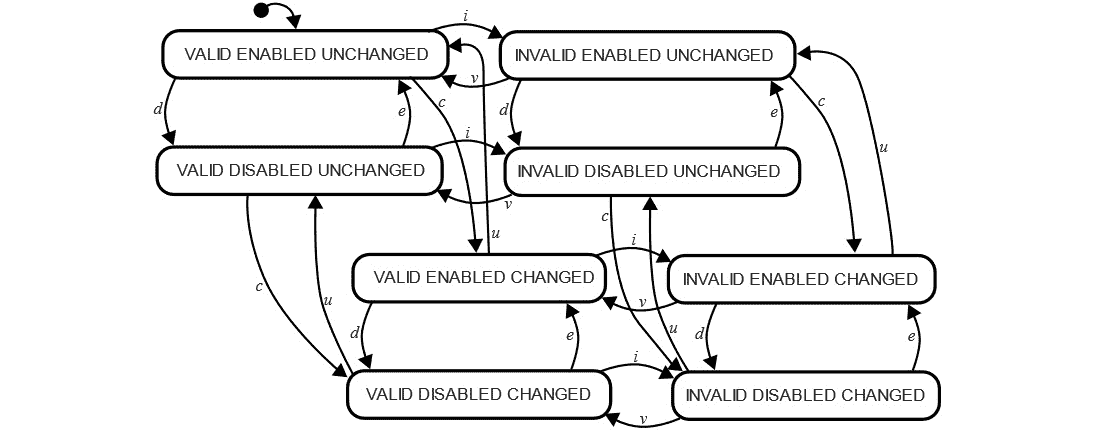 i
VALID ENABLED UNCHANGED
INVALID ENABLED UNCHANGED
v
c
c
d
e
d
e
i
u
VALID DISABLED UNCHANGED
INVALID DISABLED UNCHANGED
v
c
u
i
VALID ENABLED CHANGED
INVALID ENABLED CHANGED
c
u
v
u
d
e
d
e
i
VALID DISABLED CHANGED
INVALID DISABLED CHANGED
v